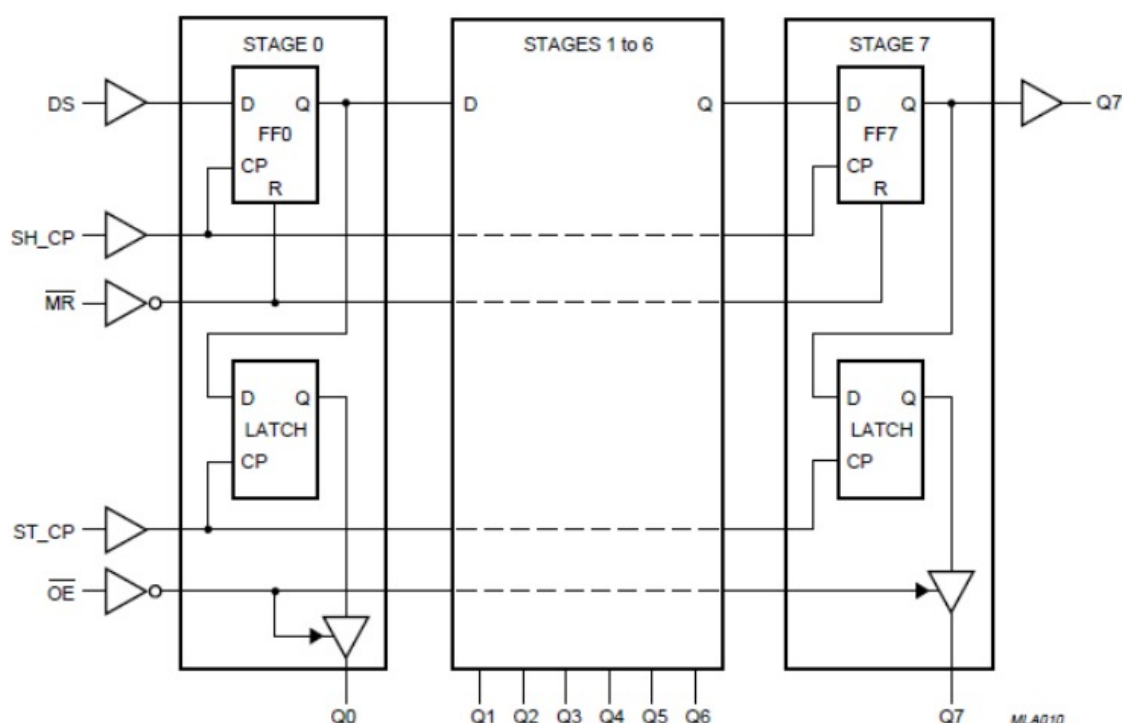 STAGE 0 STAGES 1 to 6 STAGE 7
DS D Q D Q D Q Q7
FF0 FF7
CP CP
R R
SH_CP
MR
D Q D Q
LATCH LATCH
CP CP
ST_CP
OE
Q0 Q1 Q2 Q3 Q4 Q5 Q6 Q7 MLA010